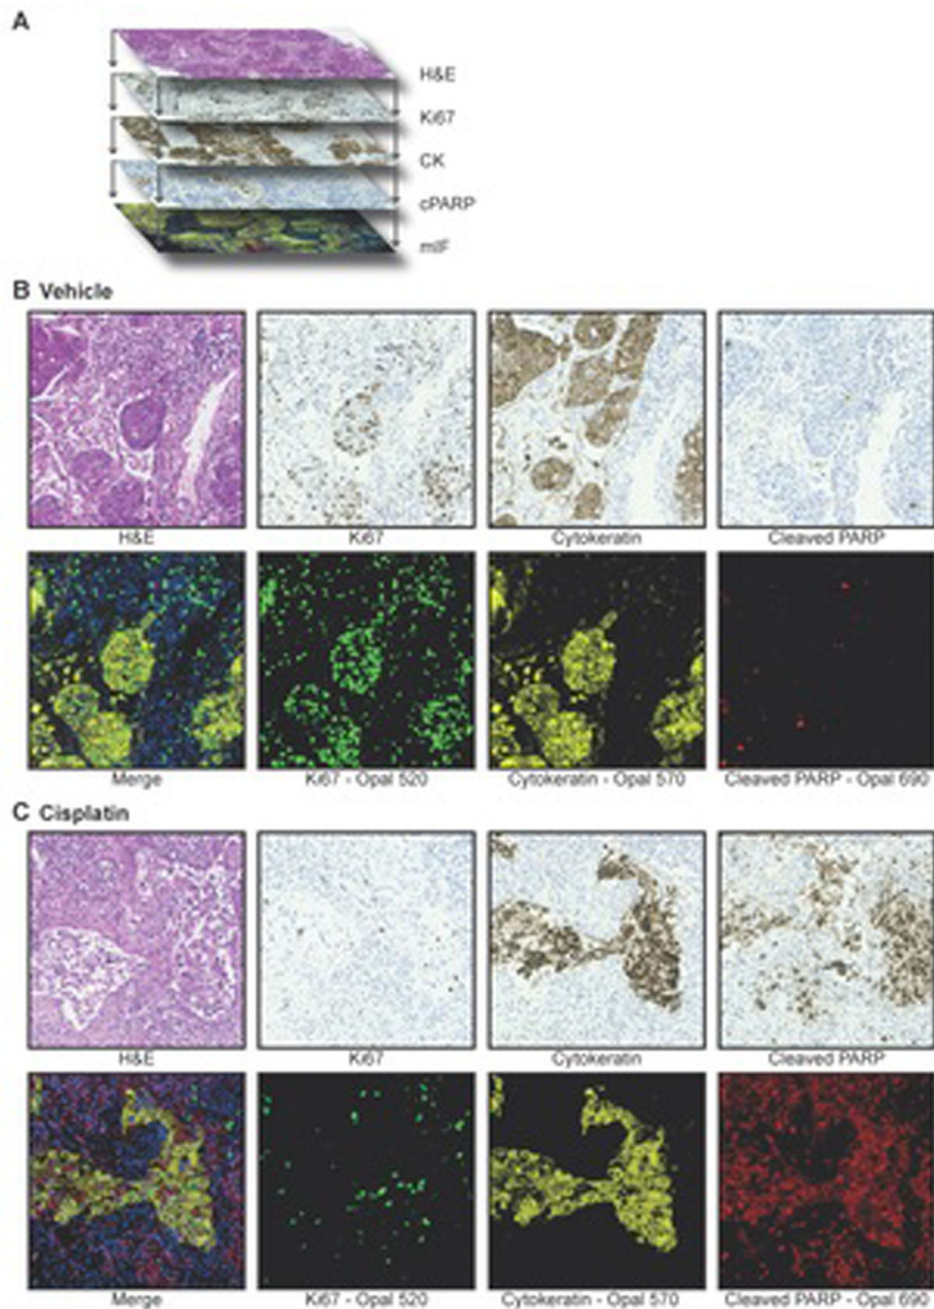 A
H&E
Ki67
CK
cPARP
mIF
B Vehicle
H&E Ki67 Cytokeratin Cleaved PARP
Merge Ki67 - Opal 520 Cytokeratin - Opal 570 Cleaved PARP - Opal 690
C Cisplatin
H&E Ki67 Cytokeratin Cleaved PARP
Merge Ki67 - Opal 520 Cytokeratin - Opal 570 Cleaved PARP - Opal 690